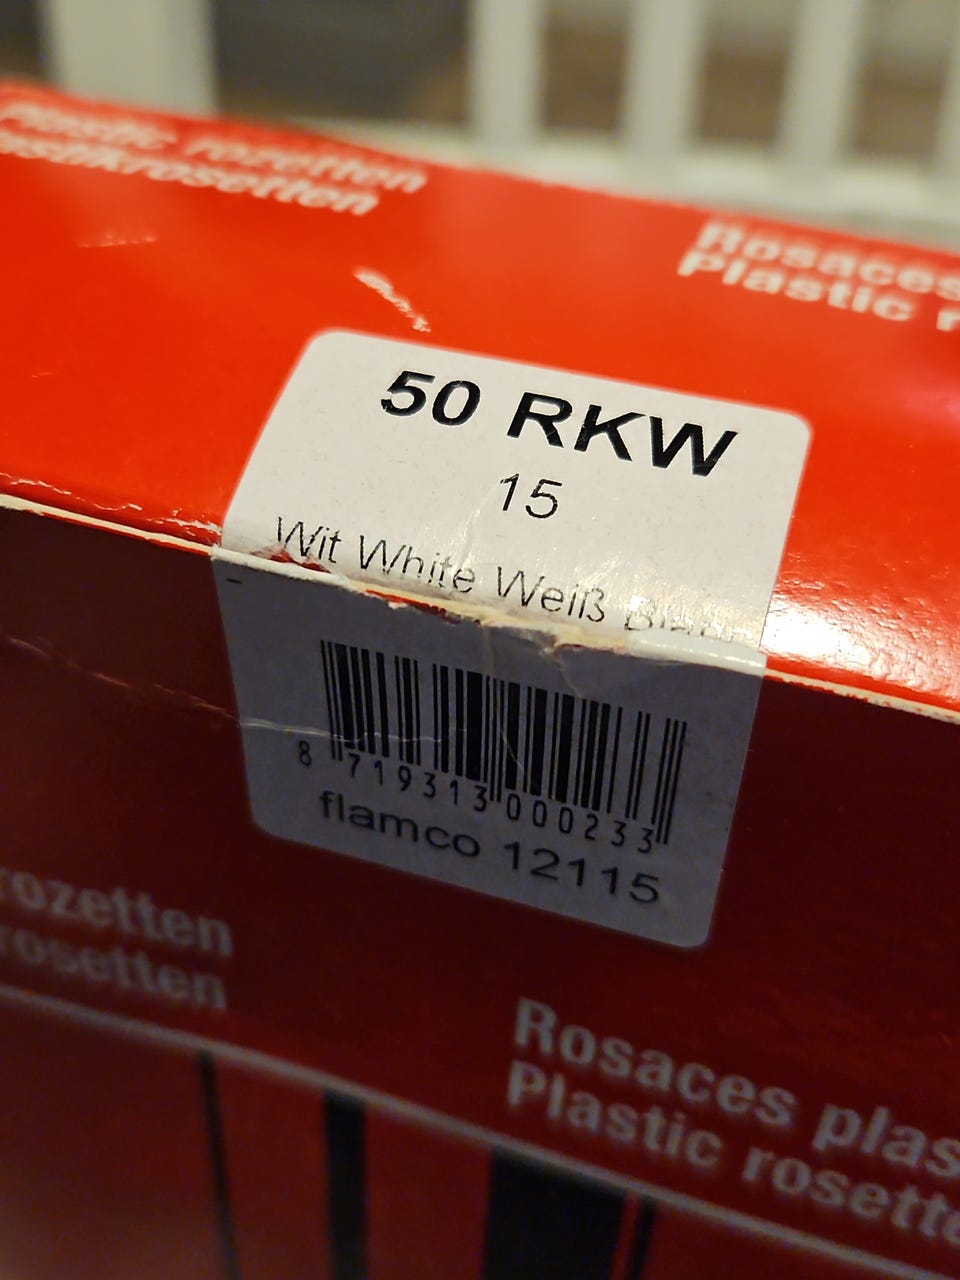 Plastic rozetten
Plastikrosetten
Rosaces
Plastic r
50 RKW
15
Wit White Weiß Blanc
8 719313 000233
flamco 12115
rozetten
rosetten
Rosaces plas
Plastic rosette